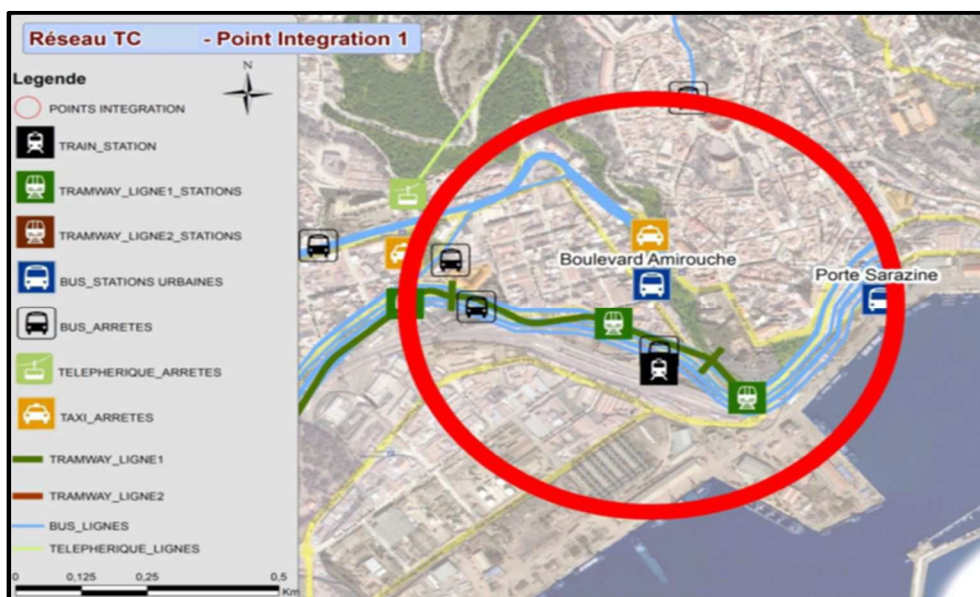 Réseau TC - Point Integration 1
Legende
N
POINTS INTEGRATION
TRAIN_STATION
TRAMWAY_LIGNE1_STATIONS
TRAMWAY_LIGNE2_STATIONS
BUS_STATIONS URBAINES
BUS_ARRETES
TELEPHERIQUE_ARRETES
TAXI_ARRETES
TRAMWAY_LIGNE1
TRAMWAY_LIGNE2
BUS_LIGNES
TELEPHERIQUE_LIGNES
0 0,125 0,25 0,5
Km
Boulevard Amirouche
Porte Sarazine